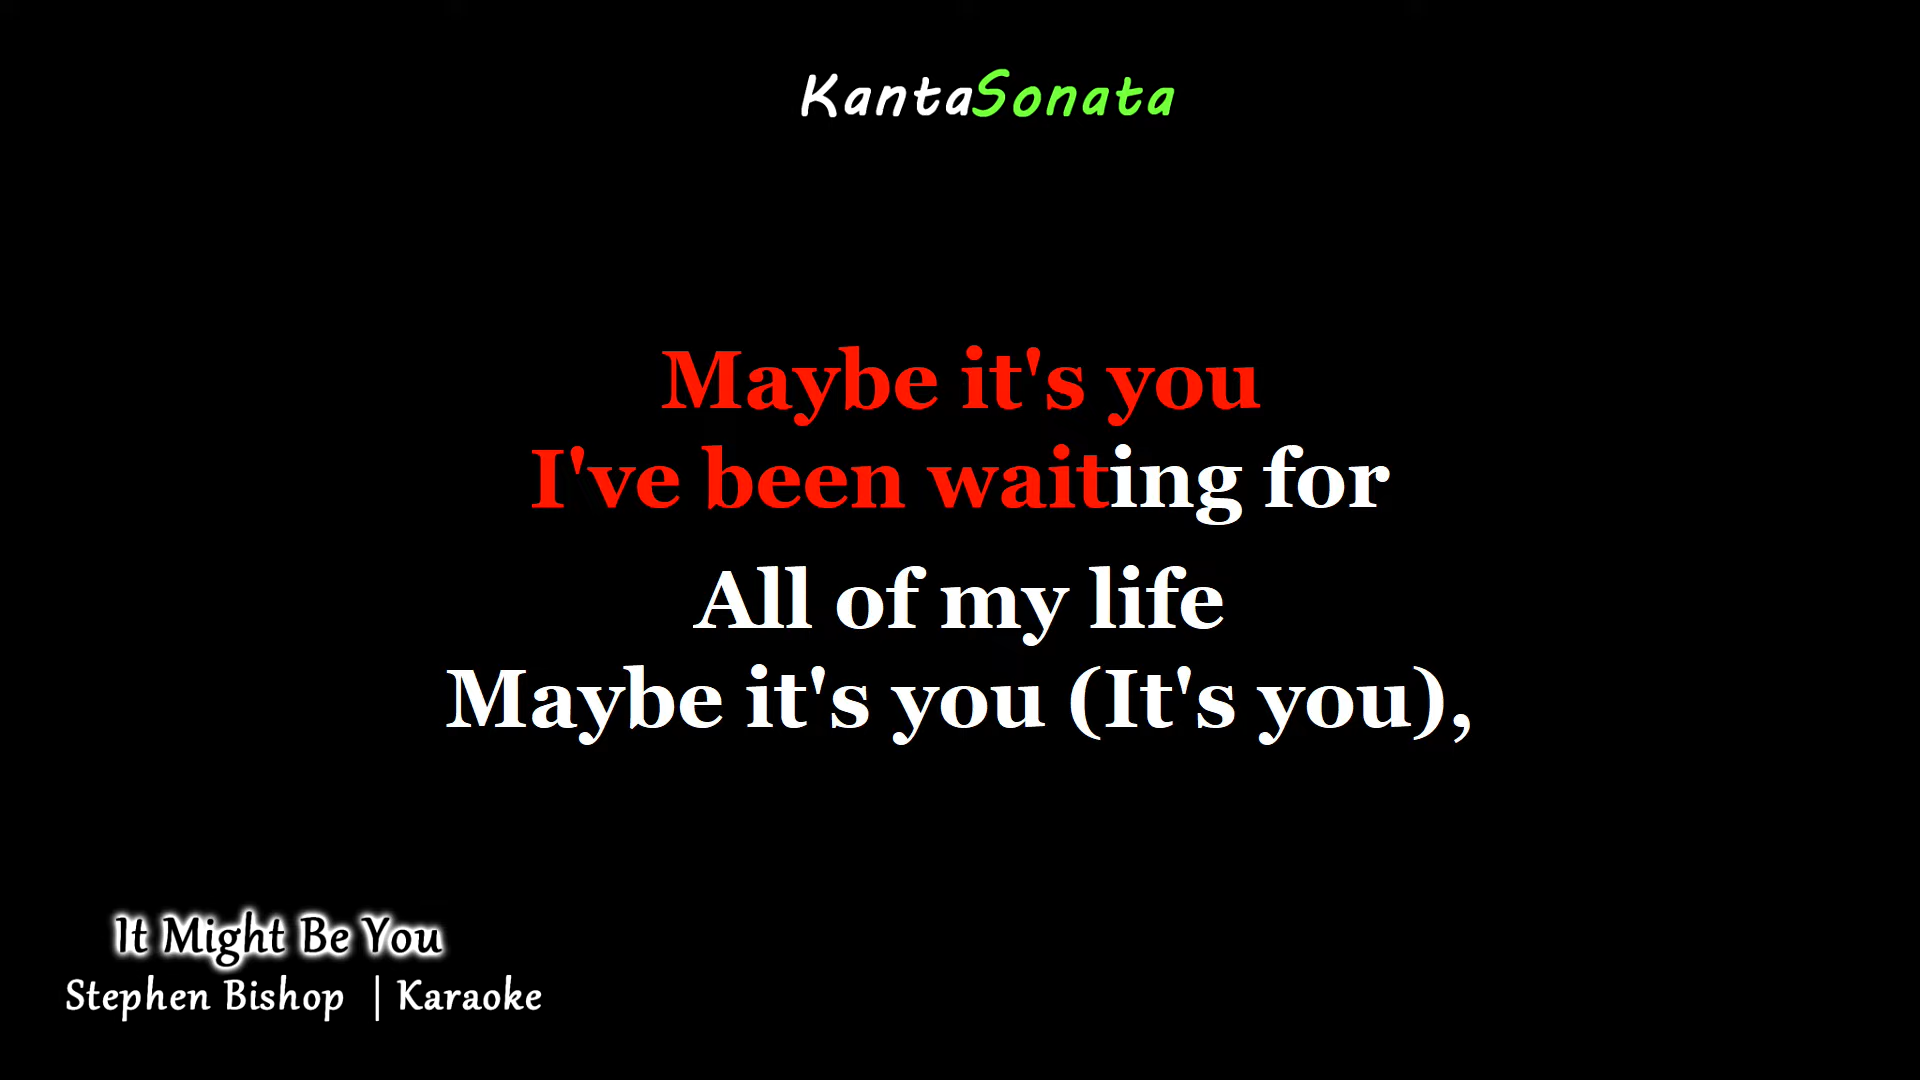 KantaSonata
Maybe it's you
I've been waiting for
All of my life
Maybe it's you (It's you),
It Might Be You
Stephen Bishop | Karaoke